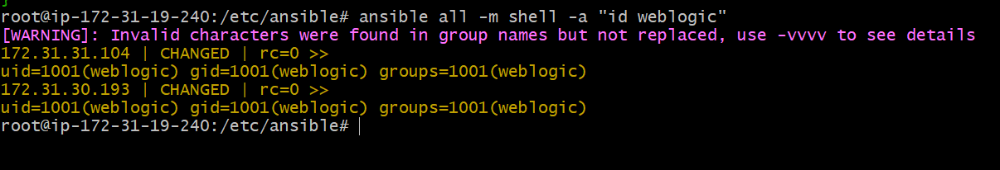 }
root@ip-172-31-19-240:/etc/ansible# ansible all -m shell -a "id weblogic"
[WARNING]: Invalid characters were found in group names but not replaced, use -vvvv to see details
172.31.31.104 | CHANGED | rc=0 >>
uid=1001(weblogic) gid=1001(weblogic) groups=1001(weblogic)
172.31.30.193 | CHANGED | rc=0 >>
uid=1001(weblogic) gid=1001(weblogic) groups=1001(weblogic)
root@ip-172-31-19-240:/etc/ansible#